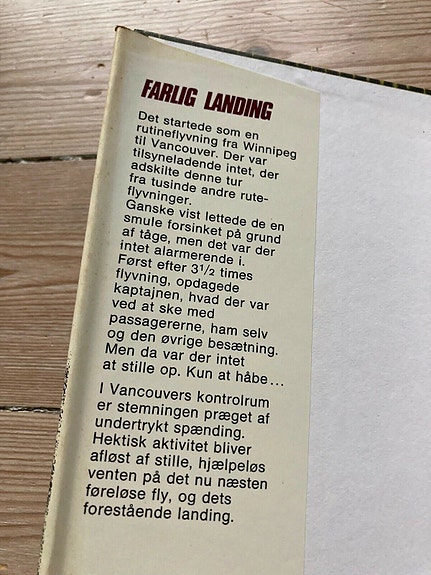 FARLIG LANDING
Det startede som en
rutineflyvning fra Winnipeg
til Vancouver. Der var
tilsyneladende intet, der
adskilte denne tur
fra tusinde andre rute-
flyvninger.
Ganske vist lettede de en
smule forsinket på grund
af tåge, men det var der
intet alarmerende i.
Først efter 3½ times
flyvning, opdagede
kaptajnen, hvad der var
ved at ske med
passagererne, ham selv
og den øvrige besætning.
Men da var der intet
at stille op. Kun at håbe...
I Vancouvers kontrolrum
er stemningen præget af
undertrykt spænding.
Hektisk aktivitet bliver
afløst af stille, hjælpeløs
venten på det nu næsten
føreløse fly, og dets
forestående landing.